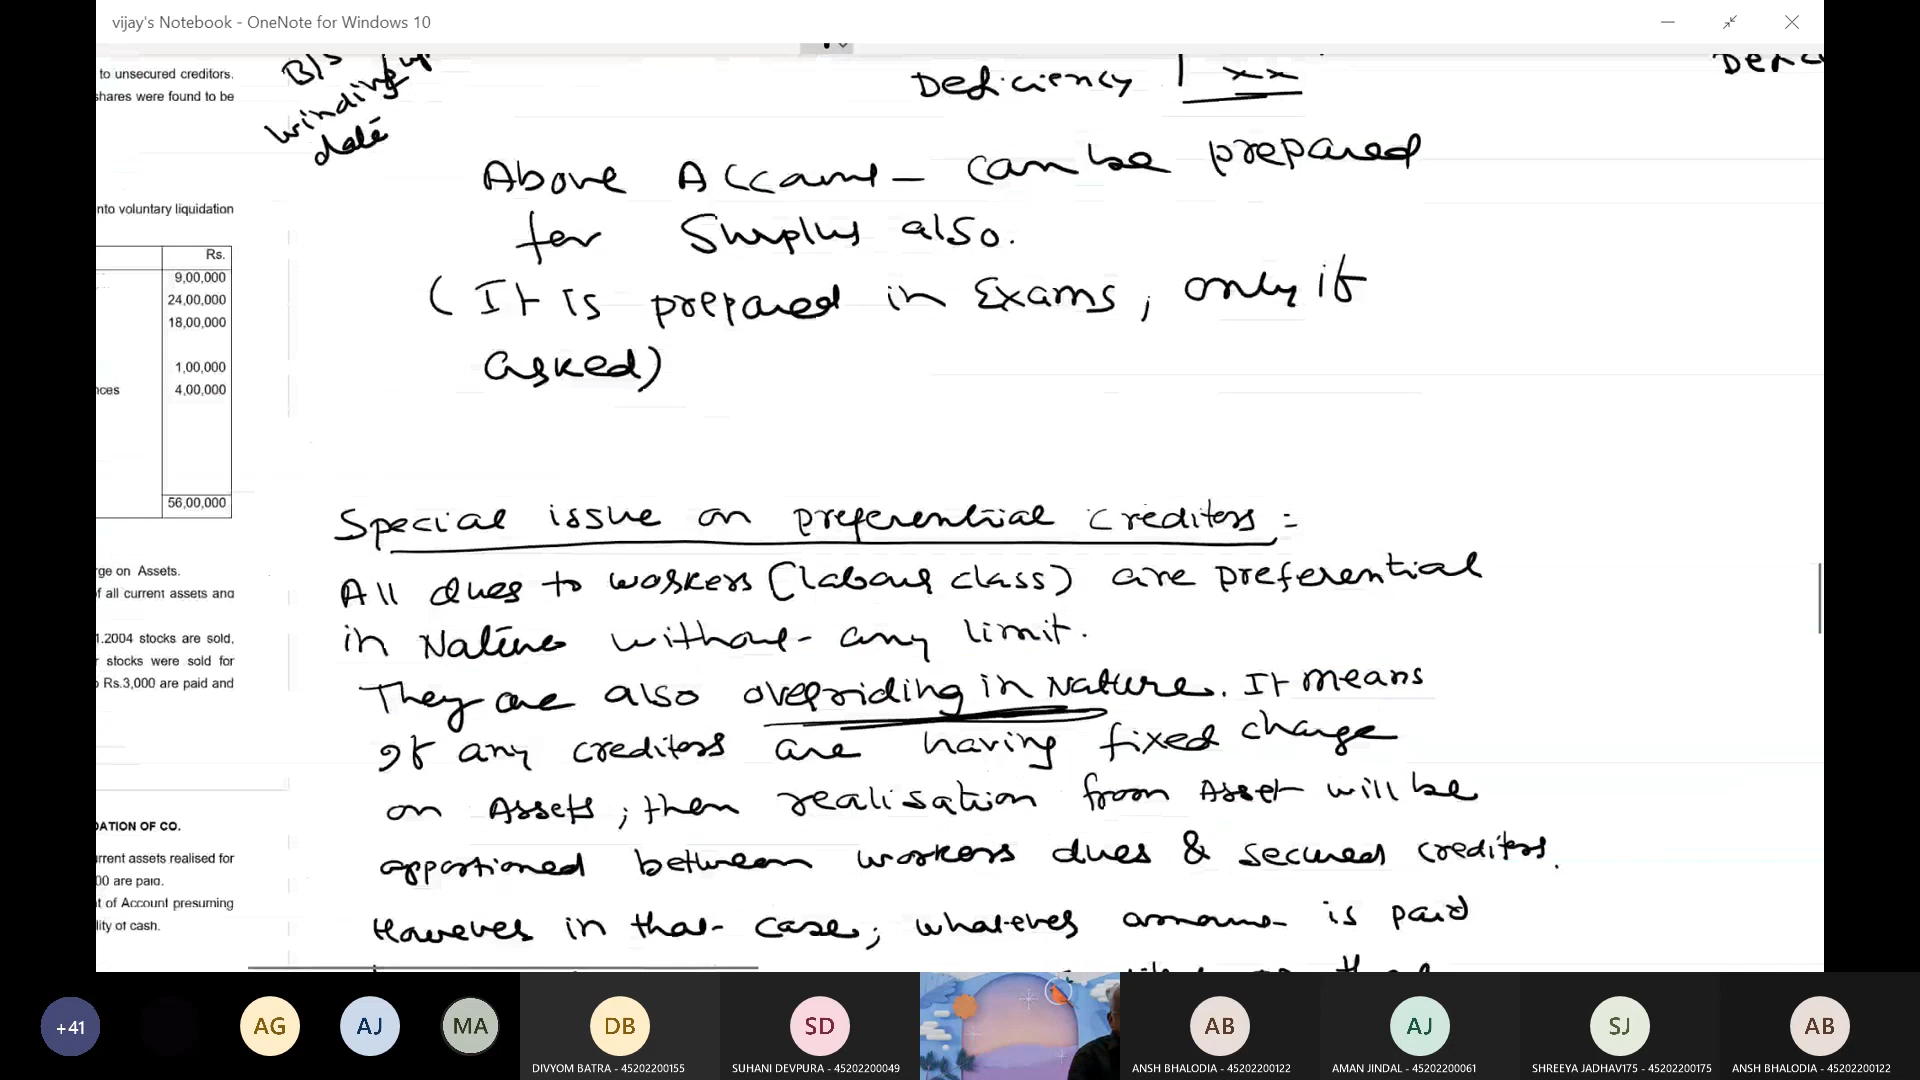 vijay's Notebook - OneNote for Windows 10
to unsecured creditors.
shares were found to be
B/S
winding up
date
Deficiency xx
Above Account can be prepared
for Surplus also.
(It is prepared in Exams, only if
asked)
nto voluntary liquidation
Rs.
9,00,000
24,00,000
18,00,000
1,00,000
nces 4,00,000
56,00,000
rge on Assets.
f all current assets and
1.2004 stocks are sold,
r stocks were sold for
o Rs.3,000 are paid and
Special issue on preferential creditors :
All dues to workers (labour class) are preferential
in Nature without any limit.
They are also overriding in Nature. It means
If any creditors are having fixed charge
on Assets ; then realisation from Asset will be
apportioned between workers dues & secured creditors.
However in that case ; whatever amount is paid
DATION OF CO.
urrent assets realised for
00 are paid.
t of Account presuming
lity of cash.
+41
AG
AJ
MA
DB
SD
AB
AJ
SJ
AB
DIVYOM BATRA - 45202200155
SUHANI DEVPURA - 45202200049
ANSH BHALODIA - 45202200122
AMAN JINDAL - 45202200061
SHREEYA JADHAV175 - 45202200175
ANSH BHALODIA - 45202200122